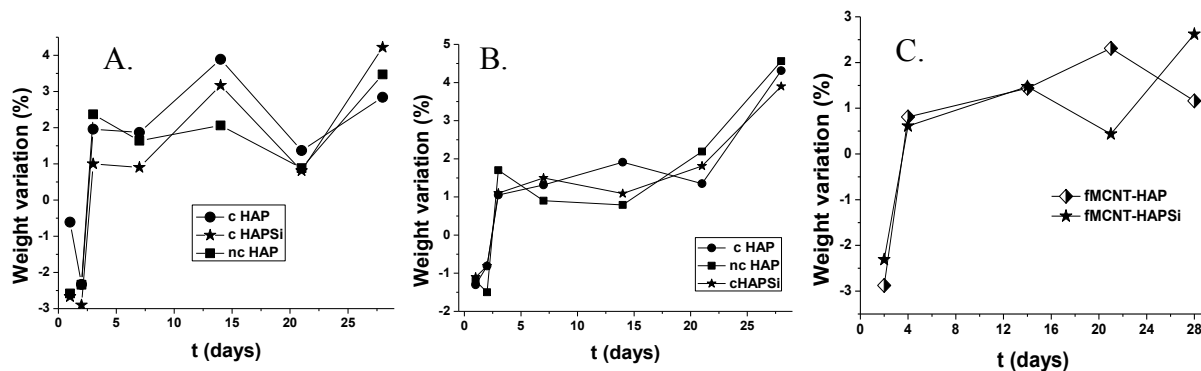 A.
Weight variation (%)
4
3
2
1
0
-1
-2
-3
0
5
10
15
20
25
t (days)
c HAP
c HAPSi
nc HAP
B.
Weight variation (%)
5
4
3
2
1
0
-1
-2
0
5
10
15
20
25
t (days)
c HAP
nc HAP
cHAPSi
C.
Weight variation (%)
3
2
1
0
-1
-2
-3
0
4
8
12
16
20
24
28
t (days)
fMCNT-HAP
fMCNT-HAPSi